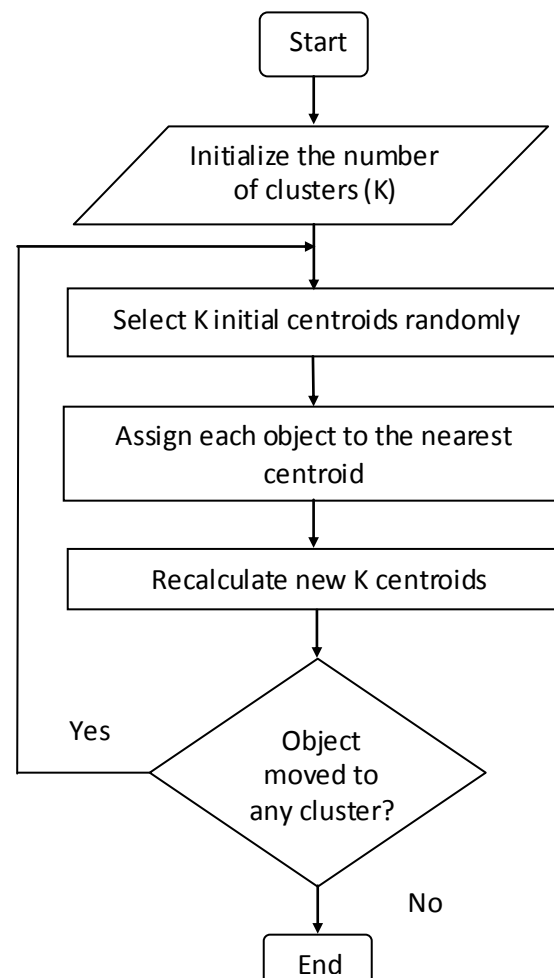 Start
Initialize the number
of clusters (K)
Select K initial centroids randomly
Assign each object to the nearest
centroid
Recalculate new K centroids
Yes
Object
moved to
any cluster?
No
End